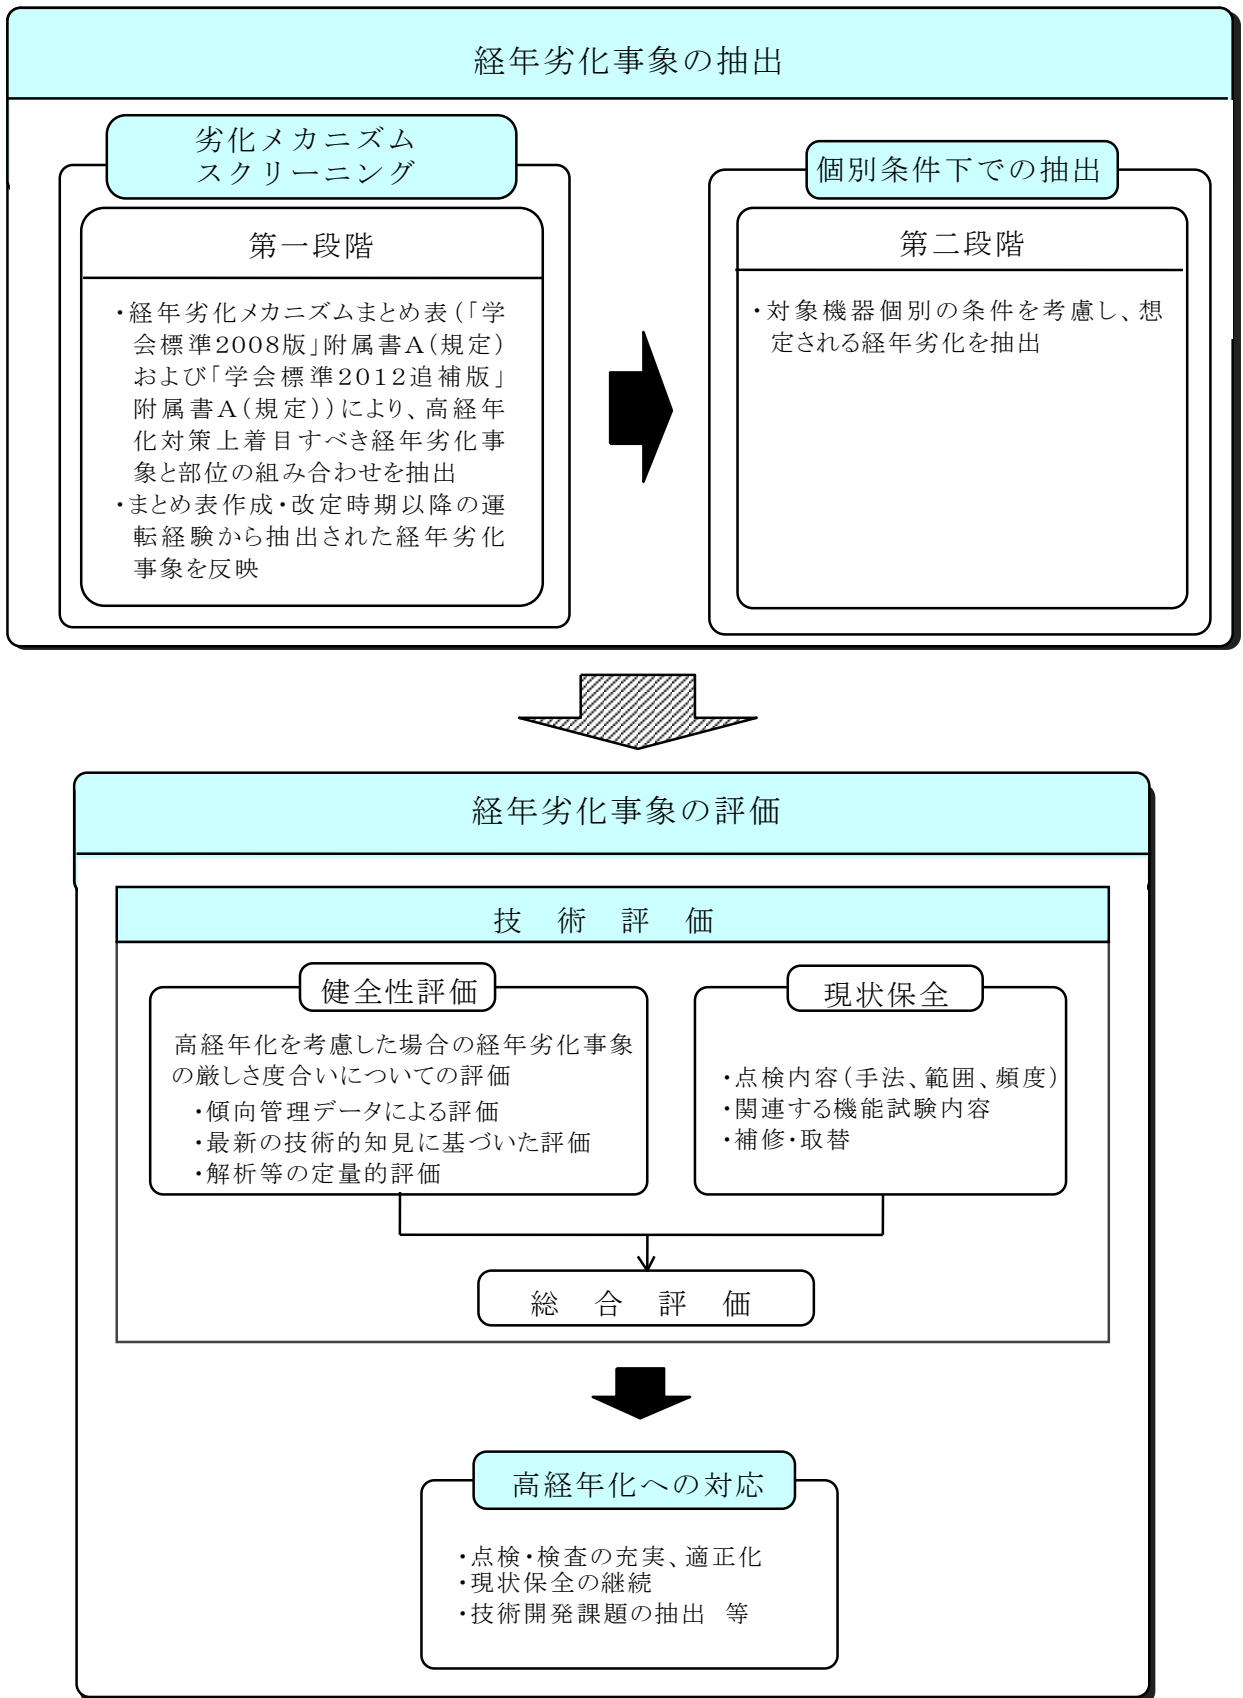 経年劣化事象の抽出
劣化メカニズム
スクリーニング
第一段階
・経年劣化メカニズムまとめ表(「学
会標準2008版」附属書A(規定)
および「学会標準2012追補版」
附属書A(規定))により、高経年
化対策上着目すべき経年劣化事
象と部位の組み合わせを抽出
・まとめ表作成・改定時期以降の運
転経験から抽出された経年劣化
事象を反映
個別条件下での抽出
第二段階
・対象機器個別の条件を考慮し、想
定される経年劣化を抽出
経年劣化事象の評価
技術評価
健全性評価
高経年化を考慮した場合の経年劣化事象
の厳しさ度合いについての評価
・傾向管理データによる評価
・最新の技術的知見に基づいた評価
・解析等の定量的評価
現状保全
・点検内容(手法、範囲、頻度)
・関連する機能試験内容
・補修・取替
総合評価
高経年化への対応
・点検・検査の充実、適正化
・現状保全の継続
・技術開発課題の抽出 等